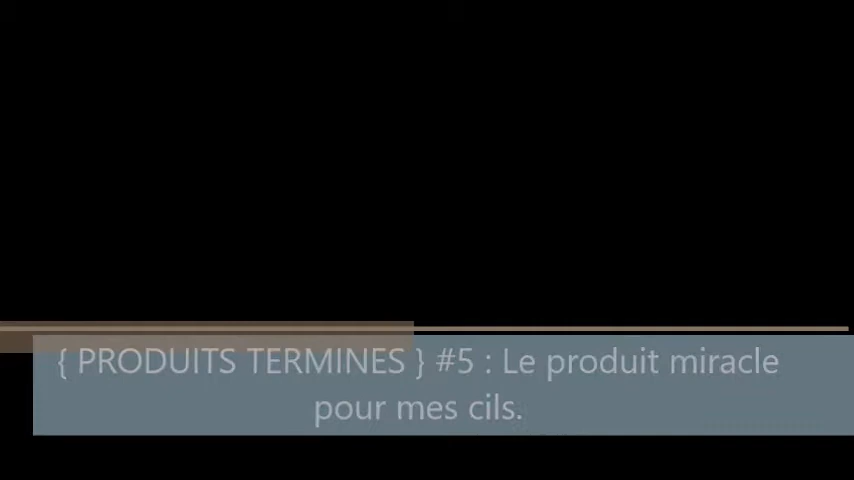 { PRODUITS TERMINES } #5 : Le produit miracle
pour mes cils.